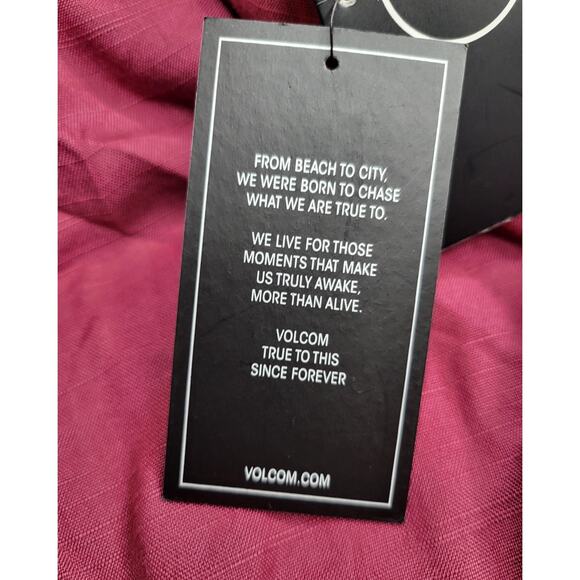 FROM BEACH TO CITY,
WE WERE BORN TO CHASE
WHAT WE ARE TRUE TO.
WE LIVE FOR THOSE
MOMENTS THAT MAKE
US TRULY AWAKE,
MORE THAN ALIVE.
VOLCOM
TRUE TO THIS
SINCE FOREVER
VOLCOM.COM